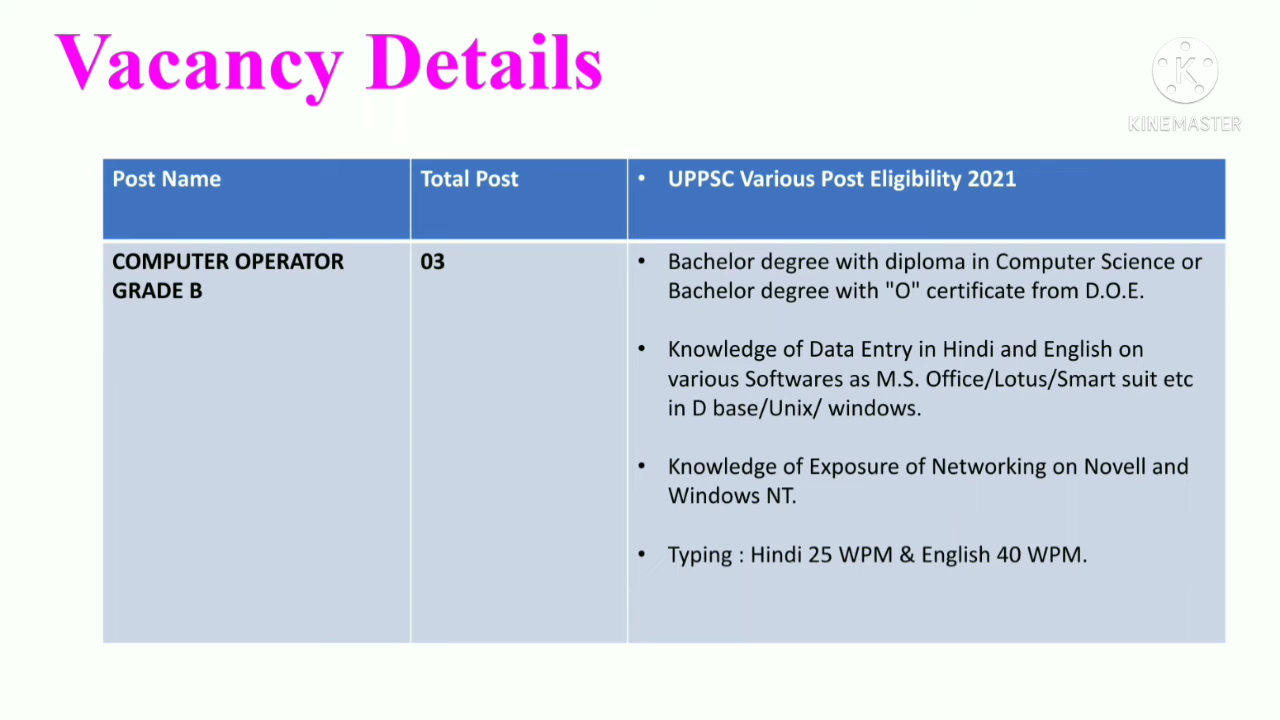 Vacancy Details
K
KINEMASTER
Post Name
Total Post
• UPPSC Various Post Eligibility 2021
COMPUTER OPERATOR
GRADE B
03
• Bachelor degree with diploma in Computer Science or
Bachelor degree with "O" certificate from D.O.E.
• Knowledge of Data Entry in Hindi and English on
various Softwares as M.S. Office/Lotus/Smart suit etc
in D base/Unix/ windows.
• Knowledge of Exposure of Networking on Novell and
Windows NT.
• Typing : Hindi 25 WPM & English 40 WPM.